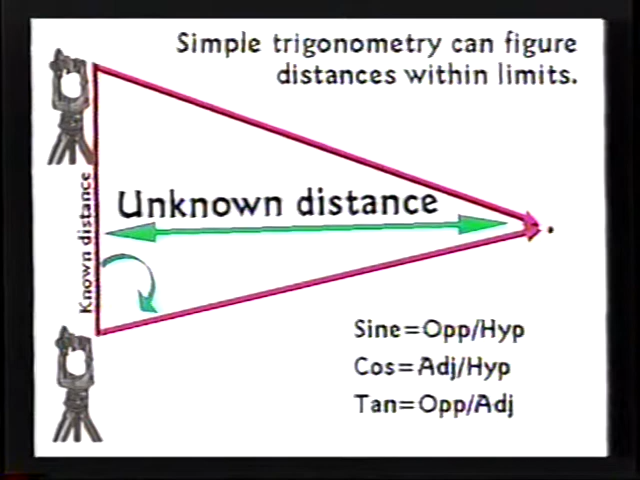 Simple trigonometry can figure
distances within limits.
Unknown distance
Known distance
Sine=Opp/Hyp
Cos=Adj/Hyp
Tan=Opp/Adj